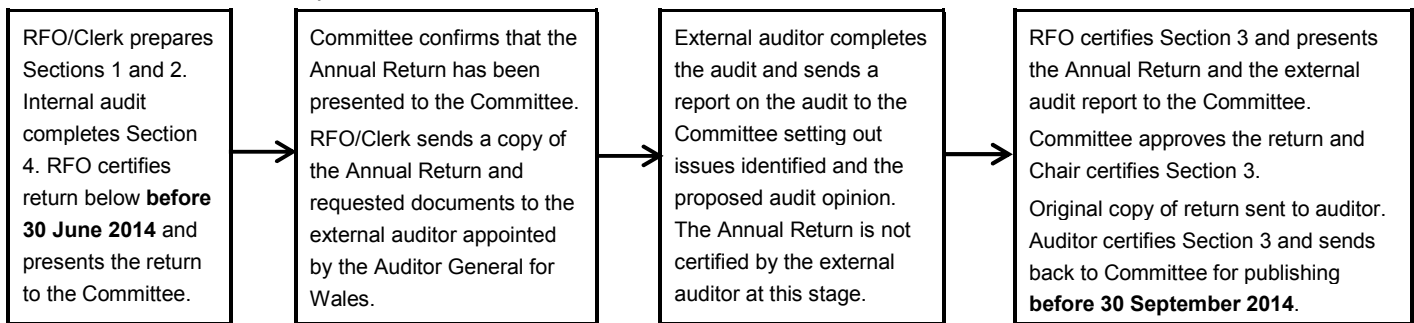 RFO/Clerk prepares
Sections 1 and 2.
Internal audit
completes Section
4. RFO certifies
return below before
30 June 2014 and
presents the return
to the Committee.
Committee confirms that the
Annual Return has been
presented to the Committee.
RFO/Clerk sends a copy of
the Annual Return and
requested documents to the
external auditor appointed
by the Auditor General for
Wales.
External auditor completes
the audit and sends a
report on the audit to the
Committee setting out
issues identified and the
proposed audit opinion.
The Annual Return is not
certified by the external
auditor at this stage.
RFO certifies Section 3 and presents
the Annual Return and the external
audit report to the Committee.
Committee approves the return and
Chair certifies Section 3.
Original copy of return sent to auditor.
Auditor certifies Section 3 and sends
back to Committee for publishing
before 30 September 2014.